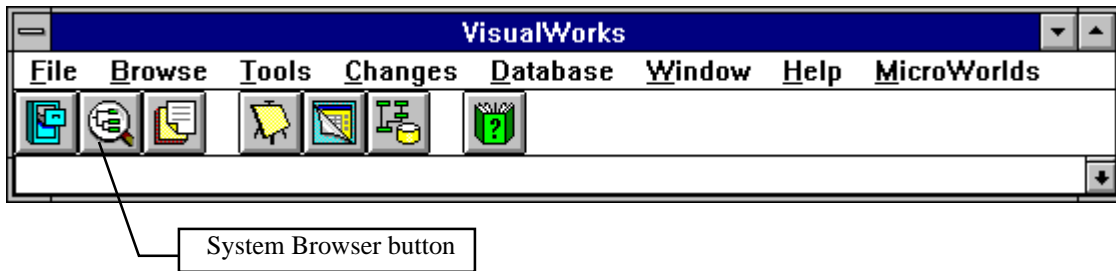 VisualWorks
File Browse Tools Changes Database Window Help MicroWorlds
?
System Browser button